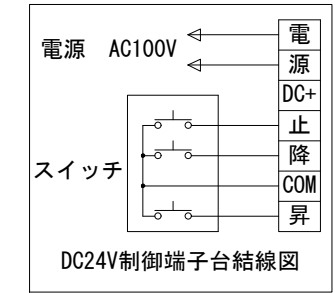 電源 AC100V
電
源
DC+
止
降
COM
昇
スイッチ
DC24V制御端子台結線図